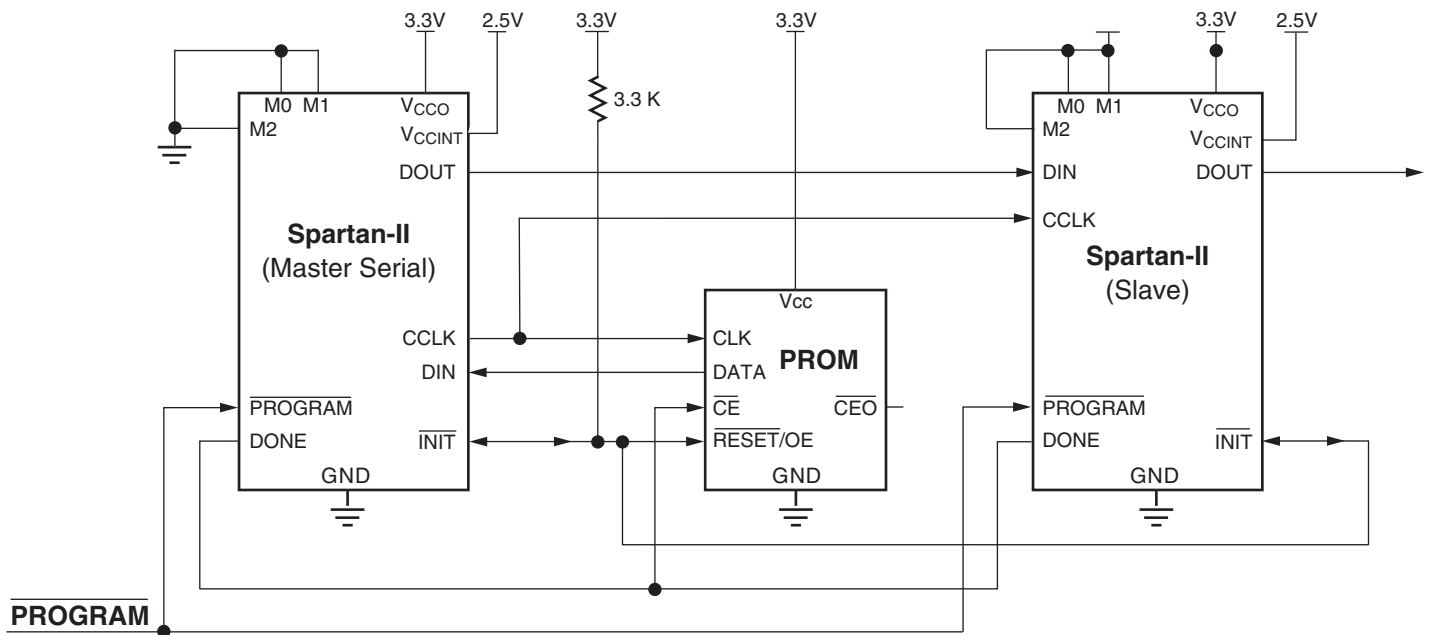 3.3V 2.5V 3.3V 3.3V 3.3V 2.5V
3.3 K
M0 M1 VCCO
M2 VCCINT
DOUT
Spartan-II
(Master Serial)
CCLK
DIN
PROGRAM
DONE INIT
GND
Vcc
CLK
PROM
DATA
CE CEO
RESET/OE
GND
M0 M1 VCCO
M2 VCCINT
DIN DOUT
CCLK
Spartan-II
(Slave)
PROGRAM
DONE INIT
GND
PROGRAM